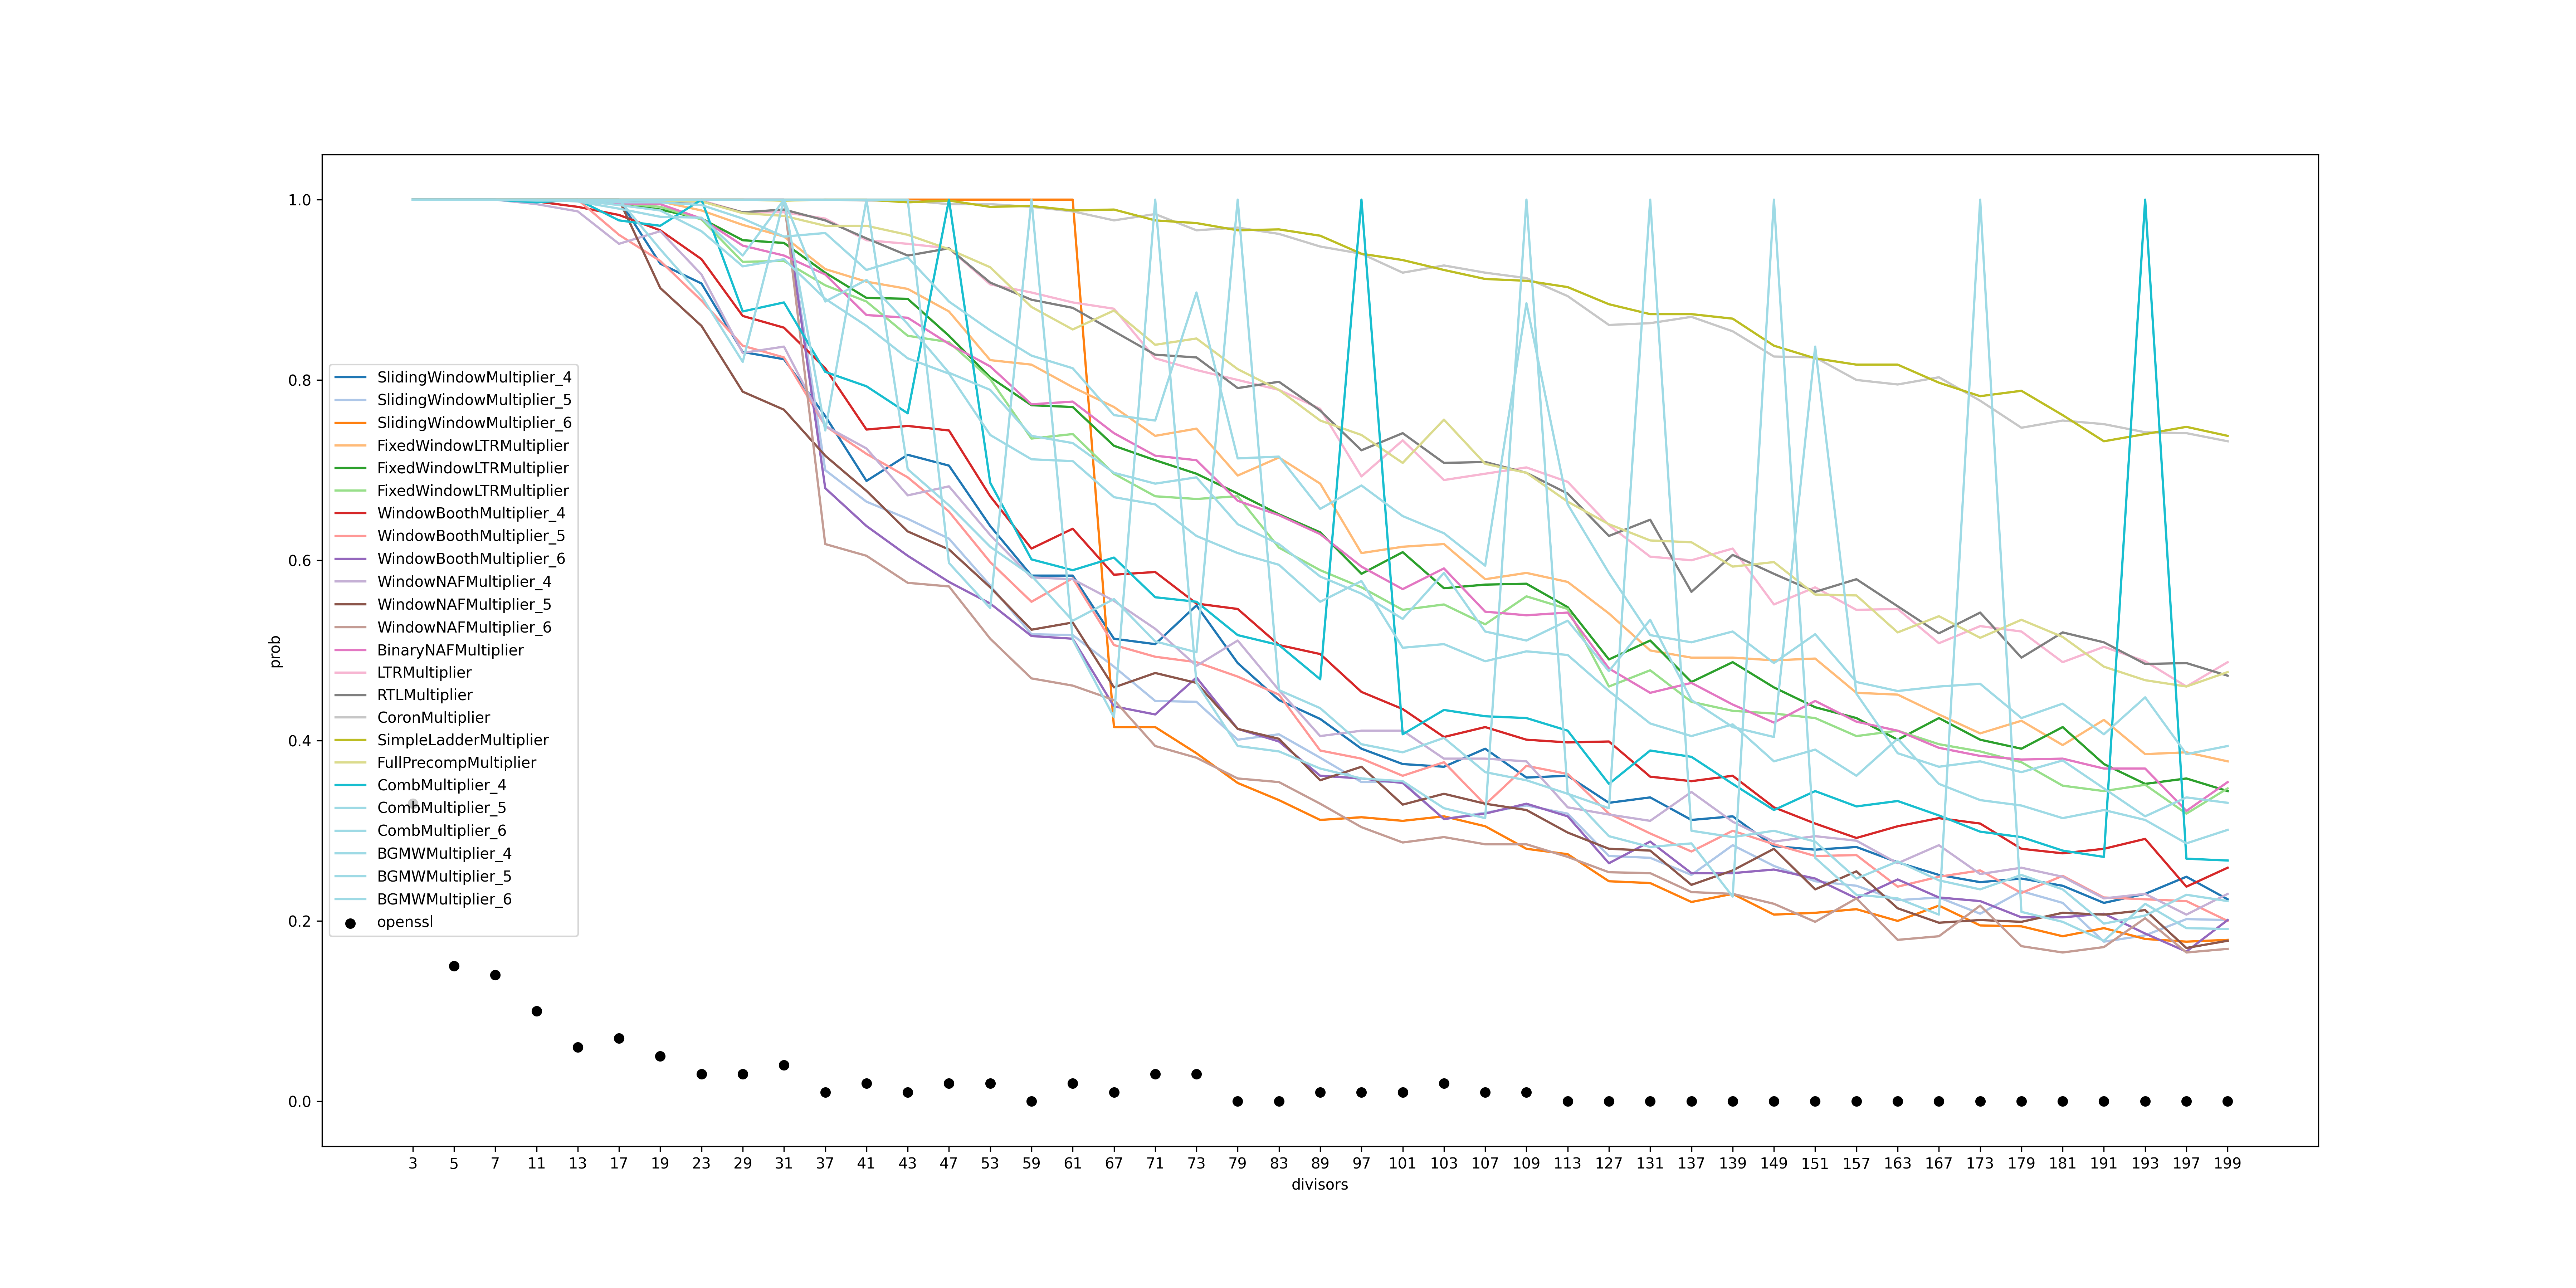 1.0
0.8
0.6
0.4
0.2
0.0
prob
SlidingWindowMultiplier_4
SlidingWindowMultiplier_5
SlidingWindowMultiplier_6
FixedWindowLTRMultiplier
FixedWindowLTRMultiplier
FixedWindowLTRMultiplier
WindowBoothMultiplier_4
WindowBoothMultiplier_5
WindowBoothMultiplier_6
WindowNAFMultiplier_4
WindowNAFMultiplier_5
WindowNAFMultiplier_6
BinaryNAFMultiplier
LTRMultiplier
RTLMultiplier
CoronMultiplier
SimpleLadderMultiplier
FullPrecompMultiplier
CombMultiplier_4
CombMultiplier_5
CombMultiplier_6
BGMWMultiplier_4
BGMWMultiplier_5
BGMWMultiplier_6
openssl
3 5 7 11 13 17 19 23 29 31 37 41 43 47 53 59 61 67 71 73 79 83 89 97 101 103 107 109 113 127 131 137 139 149 151 157 163 167 173 179 181 191 193 197 199
divisors